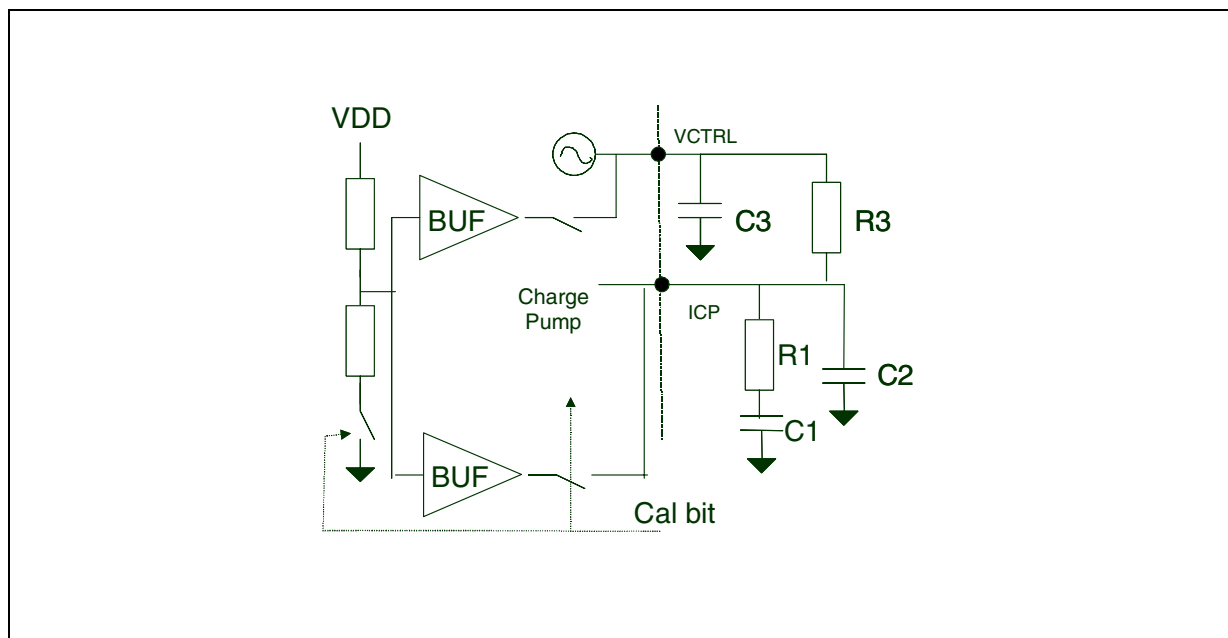 VDD
VCTRL
BUF
C3
R3
Charge
Pump
ICP
R1
C2
C1
BUF
Cal bit